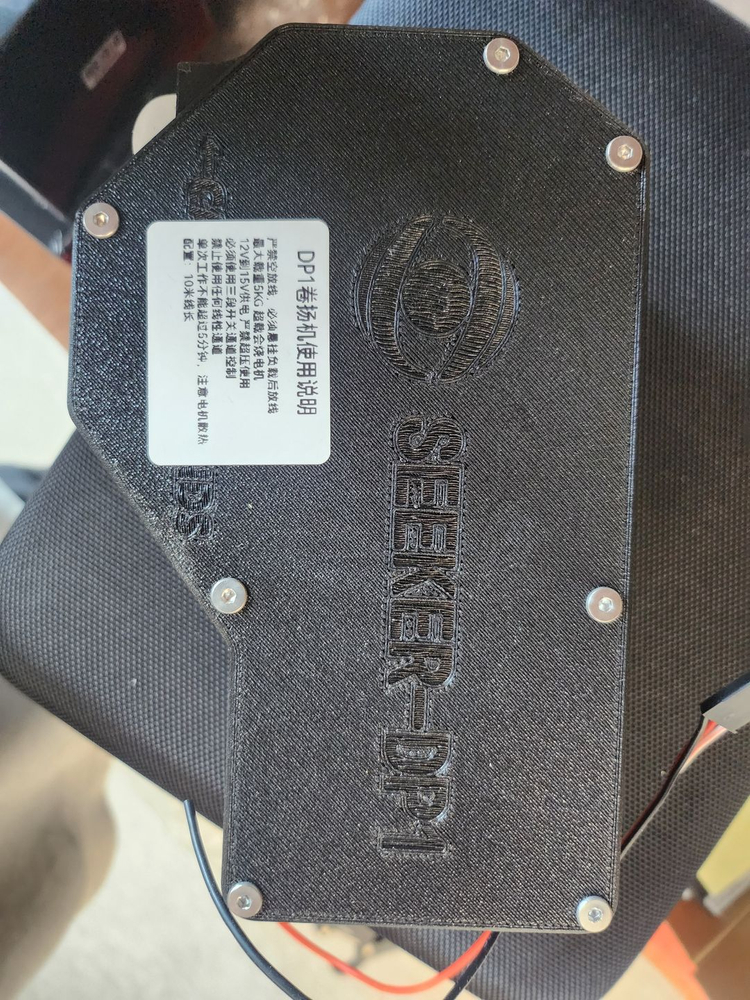 SEEKER-DP1
DP1卷扬机使用说明
严禁空放线，必须悬挂负载后放线
最大载重5KG 超载会烧电机
12V到15V供电 严禁超压使用
必须使用三段开关通道控制
禁止使用任何线性通道
单次工作不能超过5分钟，注意电机散热
配置 10米线长